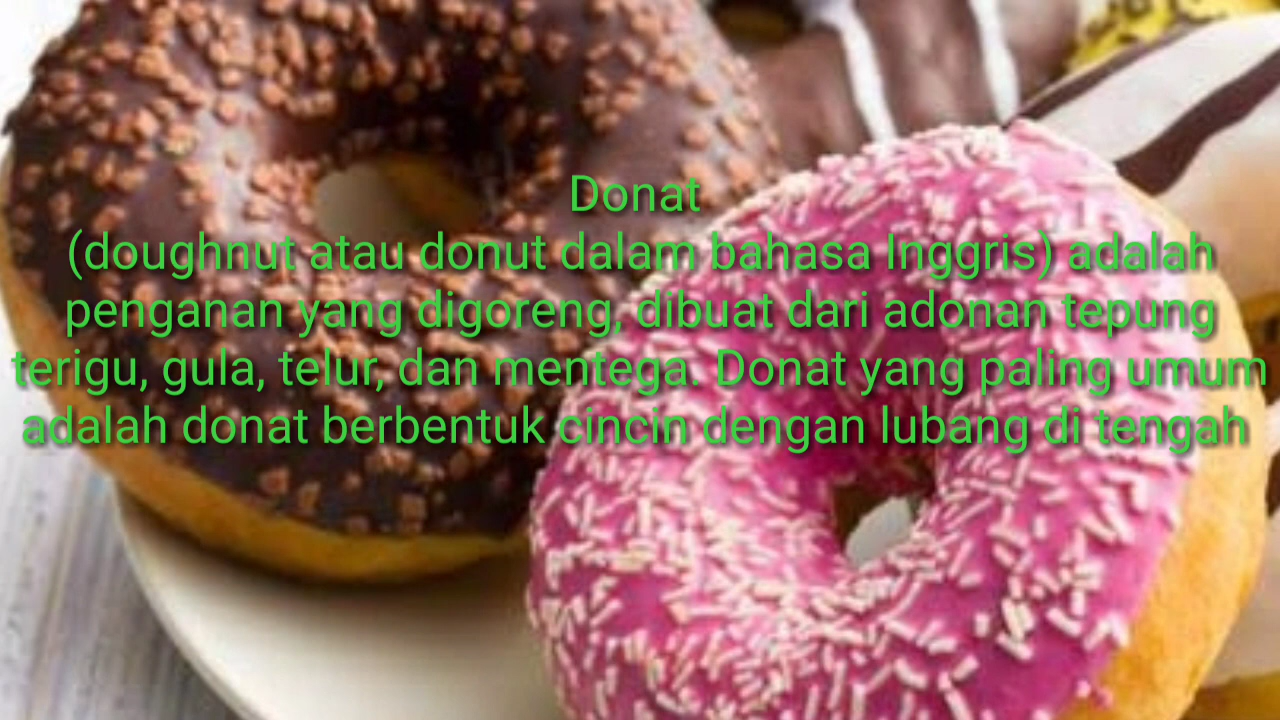 Donat
(doughnut atau donut dalam bahasa Inggris) adalah
penganan yang digoreng, dibuat dari adonan tepung
terigu, gula, telur, dan mentega. Donat yang paling umum
adalah donat berbentuk cincin dengan lubang di tengah